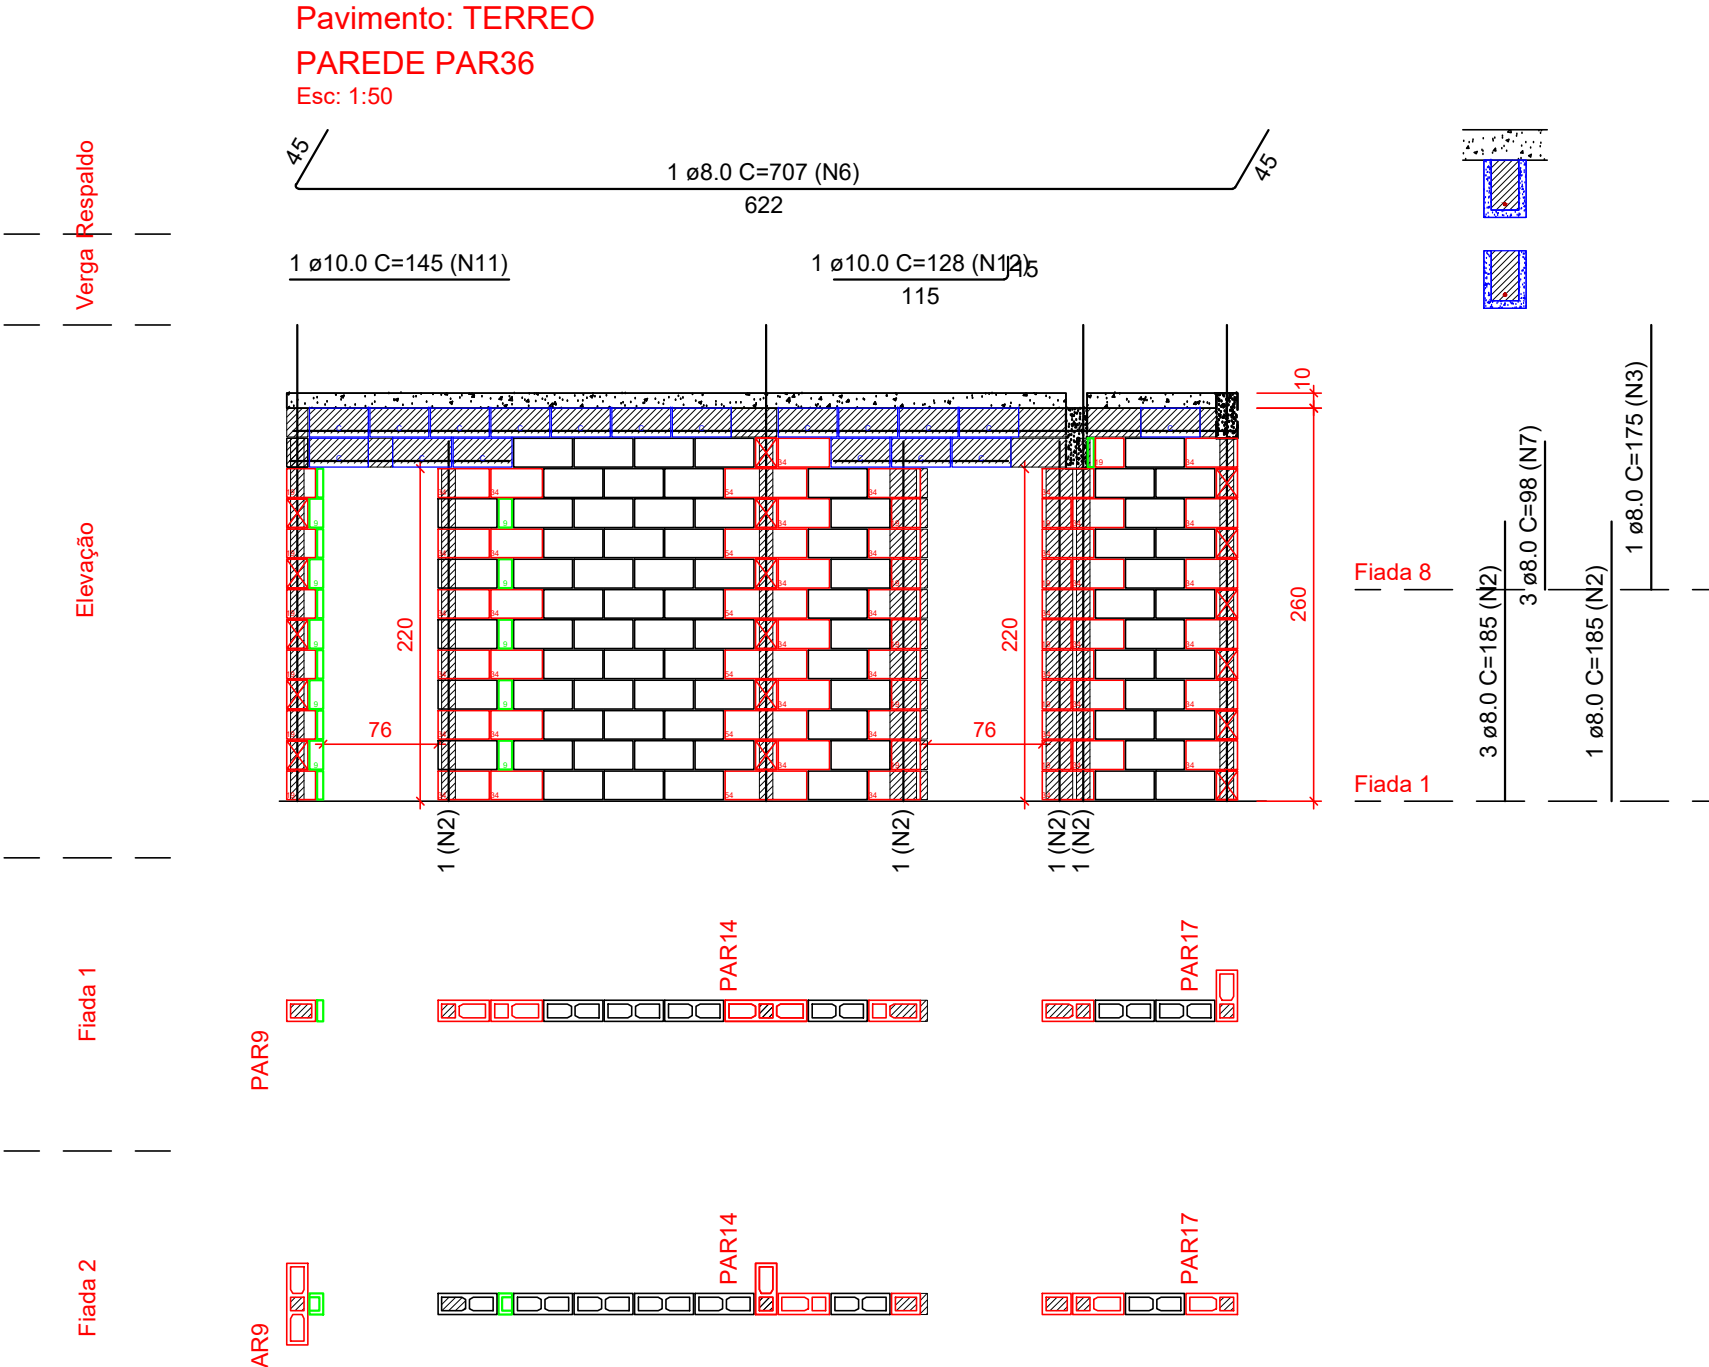 Pavimento: TERREO
PAREDE PAR36
Esc: 1:50
Respaldo
45
1 ø8.0 C=707 (N6)
622
45
Verga
1 ø10.0 C=145 (N11)
1 ø10.0 C=128 (N12)
15
115
Elevação
10
260
220
220
76
76
Fiada 8
Fiada 1
3 ø8.0 C=185 (N2)
3 ø8.0 C=98 (N7)
1 ø8.0 C=185 (N2)
1 ø8.0 C=175 (N3)
1 (N2)
1 (N2)
1 (N2)
1 (N2)
Fiada 1
PAR9
PAR14
PAR17
Fiada 2
AR9
PAR14
PAR17